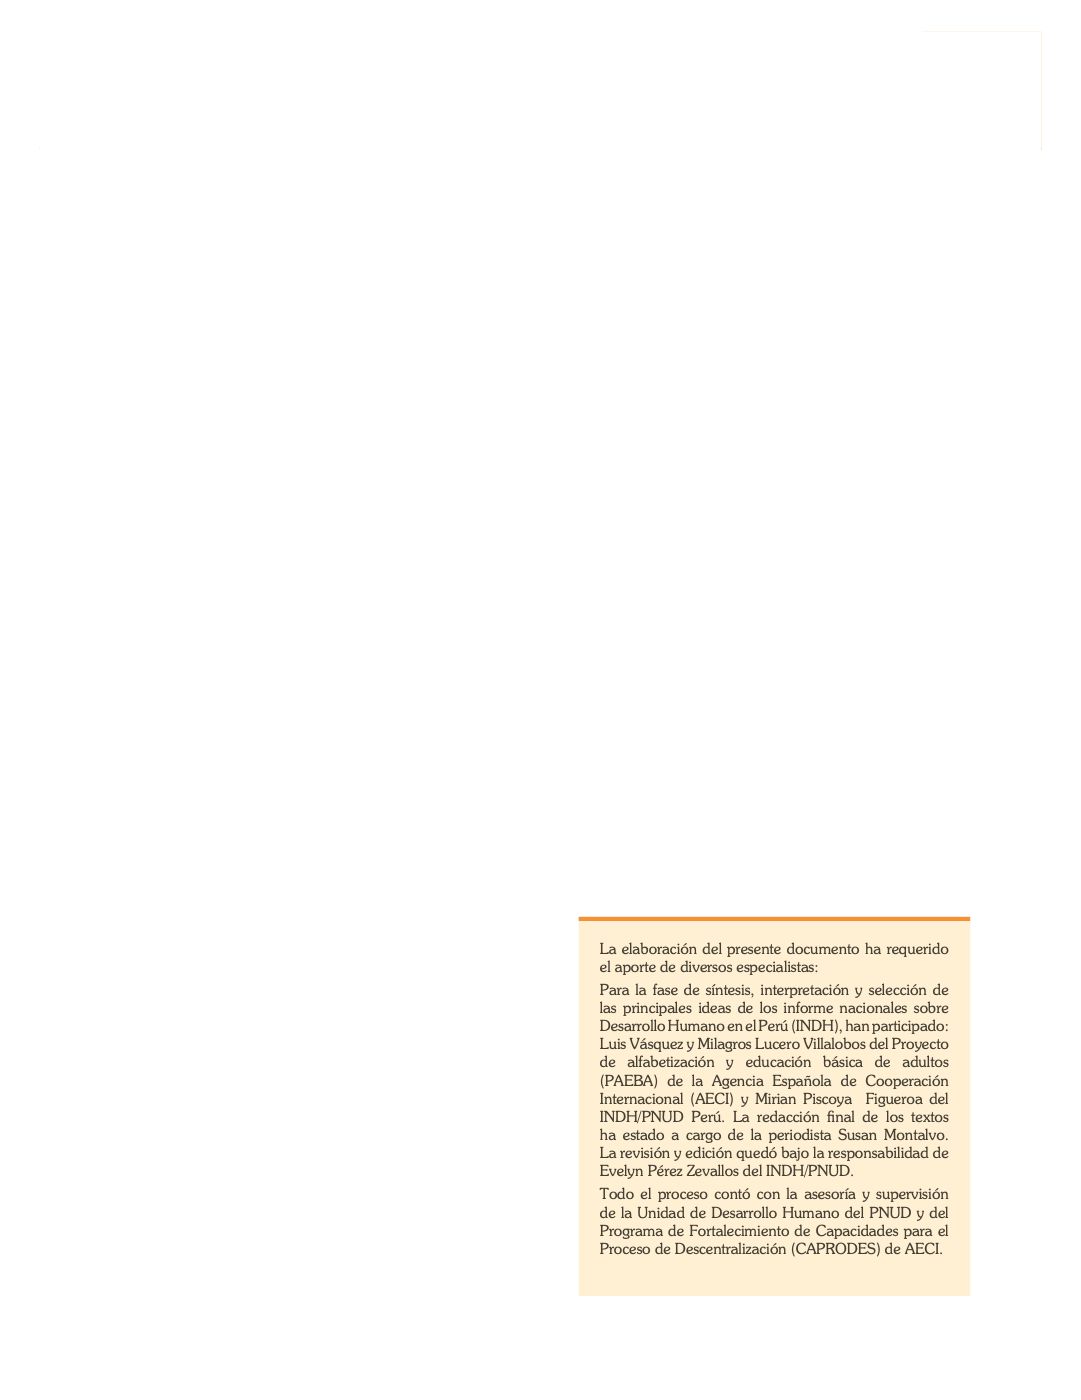 La elaboración del presente documento ha requerido
el aporte de diversos especialistas:
Para la fase de síntesis, interpretación y selección de
las principales ideas de los informe nacionales sobre
Desarrollo Humano en el Perú (INDH), han participado:
Luis Vásquez y Milagros Lucero Villalobos del Proyecto
de alfabetización y educación básica de adultos
(PAEBA) de la Agencia Española de Cooperación
Internacional (AECI) y Mirian Piscoya Figueroa del
INDH/PNUD Perú. La redacción final de los textos
ha estado a cargo de la periodista Susan Montalvo.
La revisión y edición quedó bajo la responsabilidad de
Evelyn Pérez Zevallos del INDH/PNUD.
Todo el proceso contó con la asesoría y supervisión
de la Unidad de Desarrollo Humano del PNUD y del
Programa de Fortalecimiento de Capacidades para el
Proceso de Descentralización (CAPRODES) de AECI.